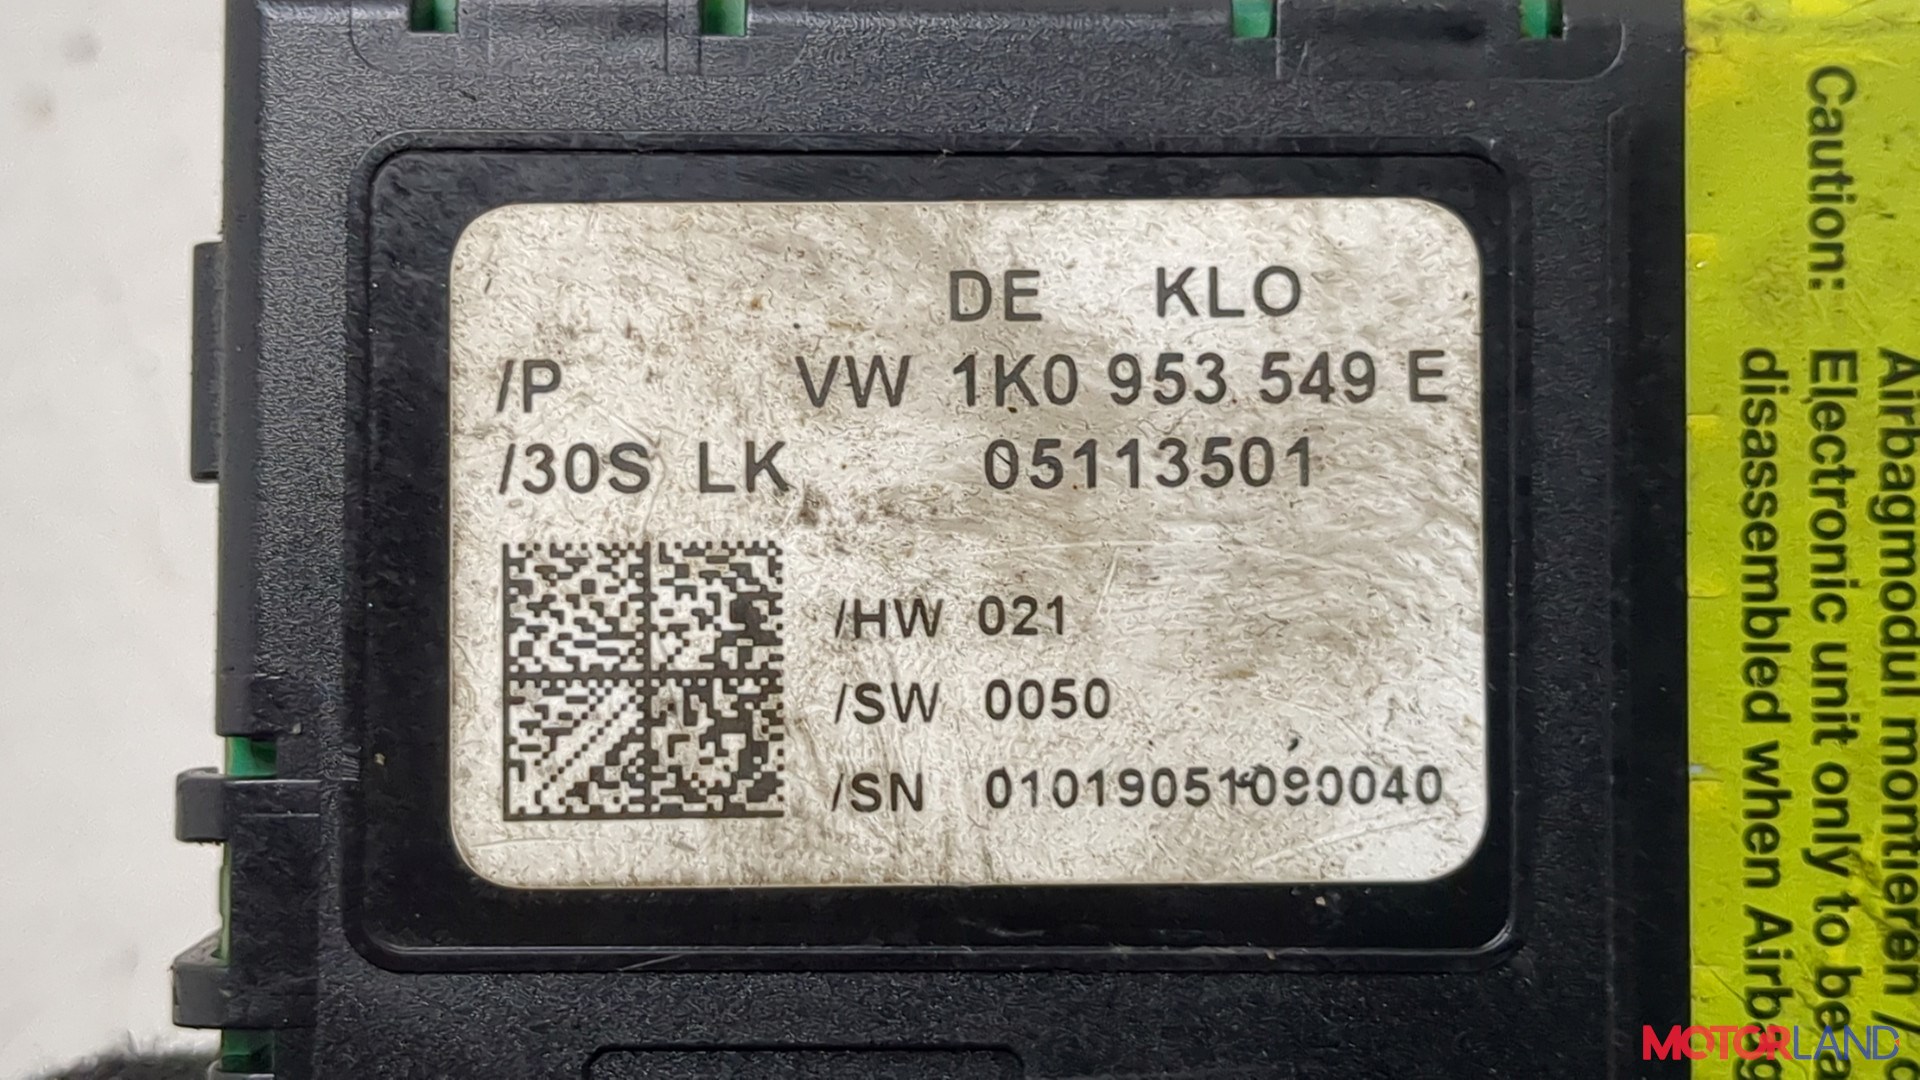 DE KLO
/P VW 1K0 953 549 E
/30S LK 05113501
/HW 021
/SW 0050
/SN 01019051090040
Airbagmodul montieren /
Caution: Electronic unit only to be
disassembled when
MOTORLAND